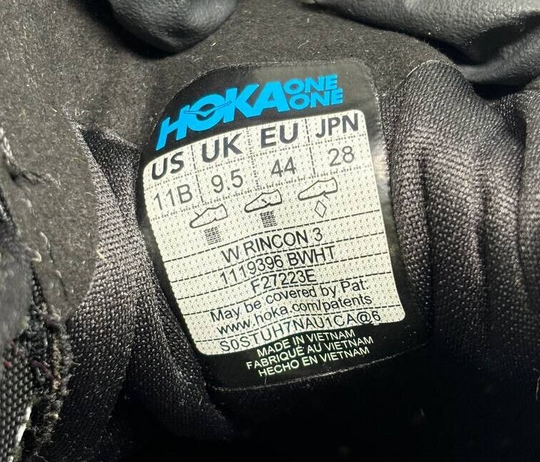 HOKA ONE ONE
US UK EU JPN
11B 9.5 44 28
W RINCON 3
1119396 BWHT
F27223E
May be covered by Pat.
www.hoka.com/patents
S0STUH7NAU1CA@6
MADE IN VIETNAM
FABRIQUÉ AU VIETNAM
HECHO EN VIETNAM